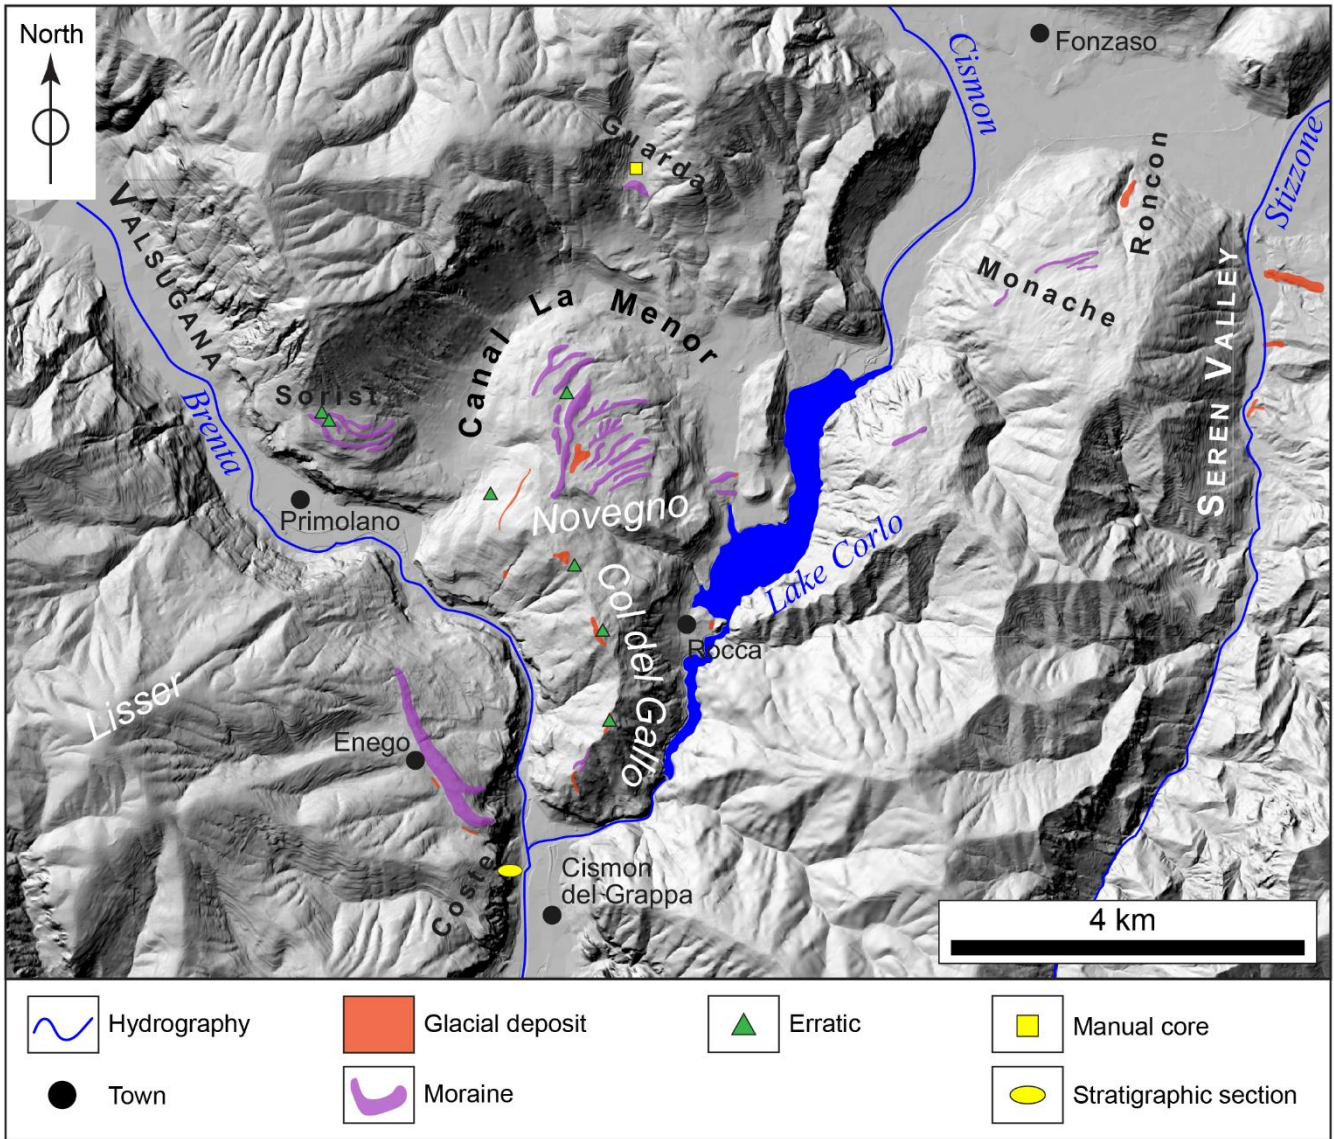 North
Fonzaso
Cismon
Stizzone
Guarda
Roncon
VALSUGANA
Monache
SEREN VALLEY
Canal La Menor
Sorist
Brenta
Primolano
Novegno
Lake Corlo
Col del Gallo
Rocca
Lisser
Enego
Coste
Cismon
del Grappa
4 km
Hydrography
Glacial deposit
Erratic
Manual core
Town
Moraine
Stratigraphic section